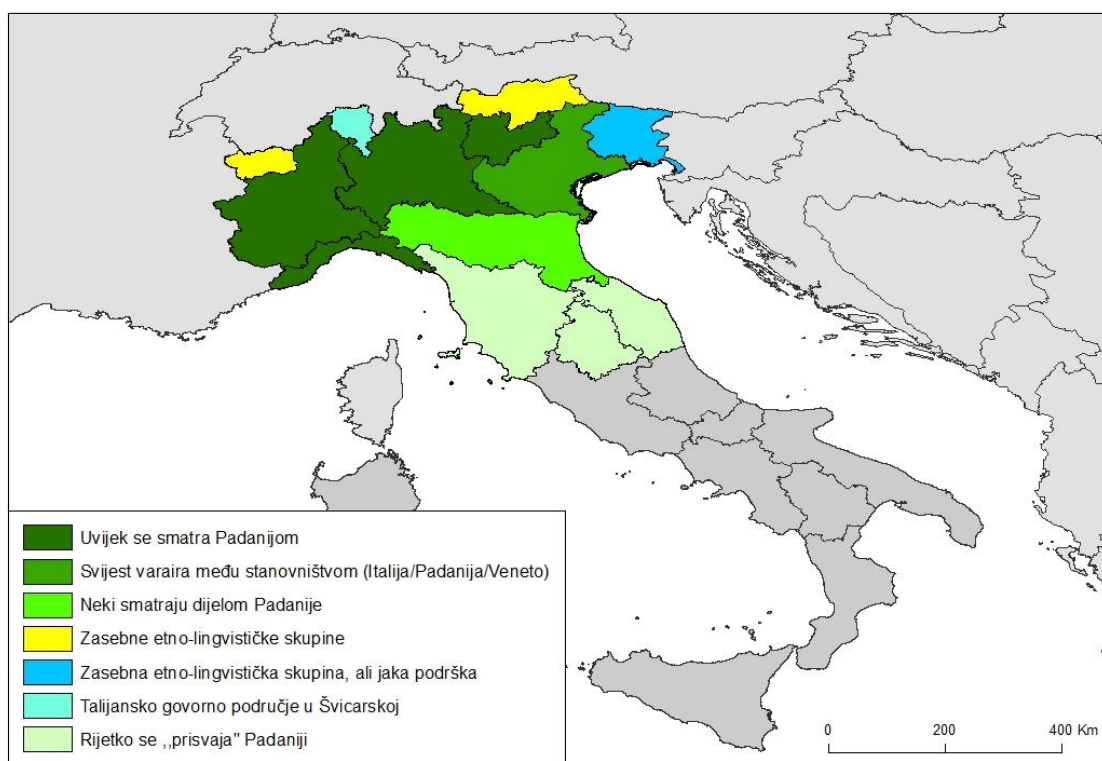 Uvijek se smatra Padanijom
Svijest varaira među stanovništvom (Italija/Padanija/Veneto)
Neki smatraju dijelom Padanije
Zasebne etno-lingvističke skupine
Zasebna etno-lingvistička skupina, ali jaka podrška
Talijansko govorno područje u Švicarskoj
Rijetko se ,,prisvaja" Padaniji
0 200 400 Km